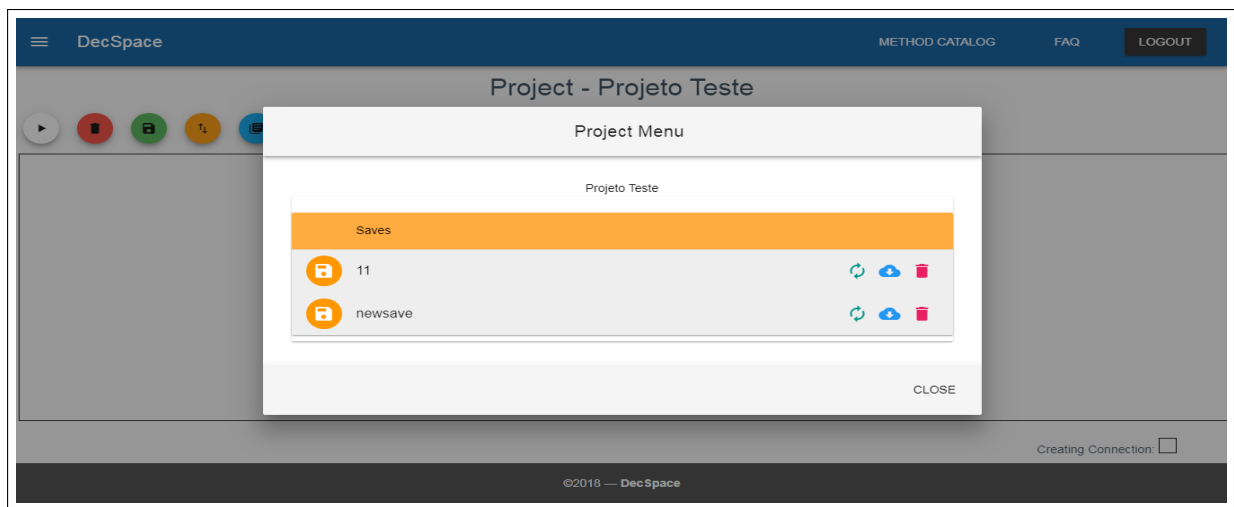 DecSpace METHOD CATALOG FAQ LOGOUT
Project - Projeto Teste
Project Menu
Projeto Teste
Saves
11
newsave
CLOSE
Creating Connection:
©2018 — DecSpace